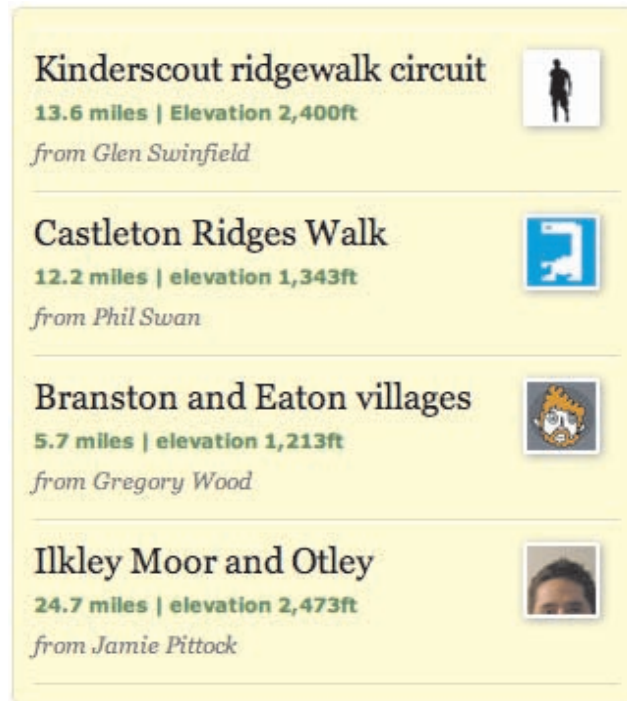 Kinderscout ridgewalk circuit
13.6 miles | Elevation 2,400ft
from Glen Swinfield
Castleton Ridges Walk
12.2 miles | elevation 1,343ft
from Phil Swan
Branston and Eaton villages
5.7 miles | elevation 1,213ft
from Gregory Wood
Ilkley Moor and Otley
24.7 miles | elevation 2,473ft
from Jamie Pittock